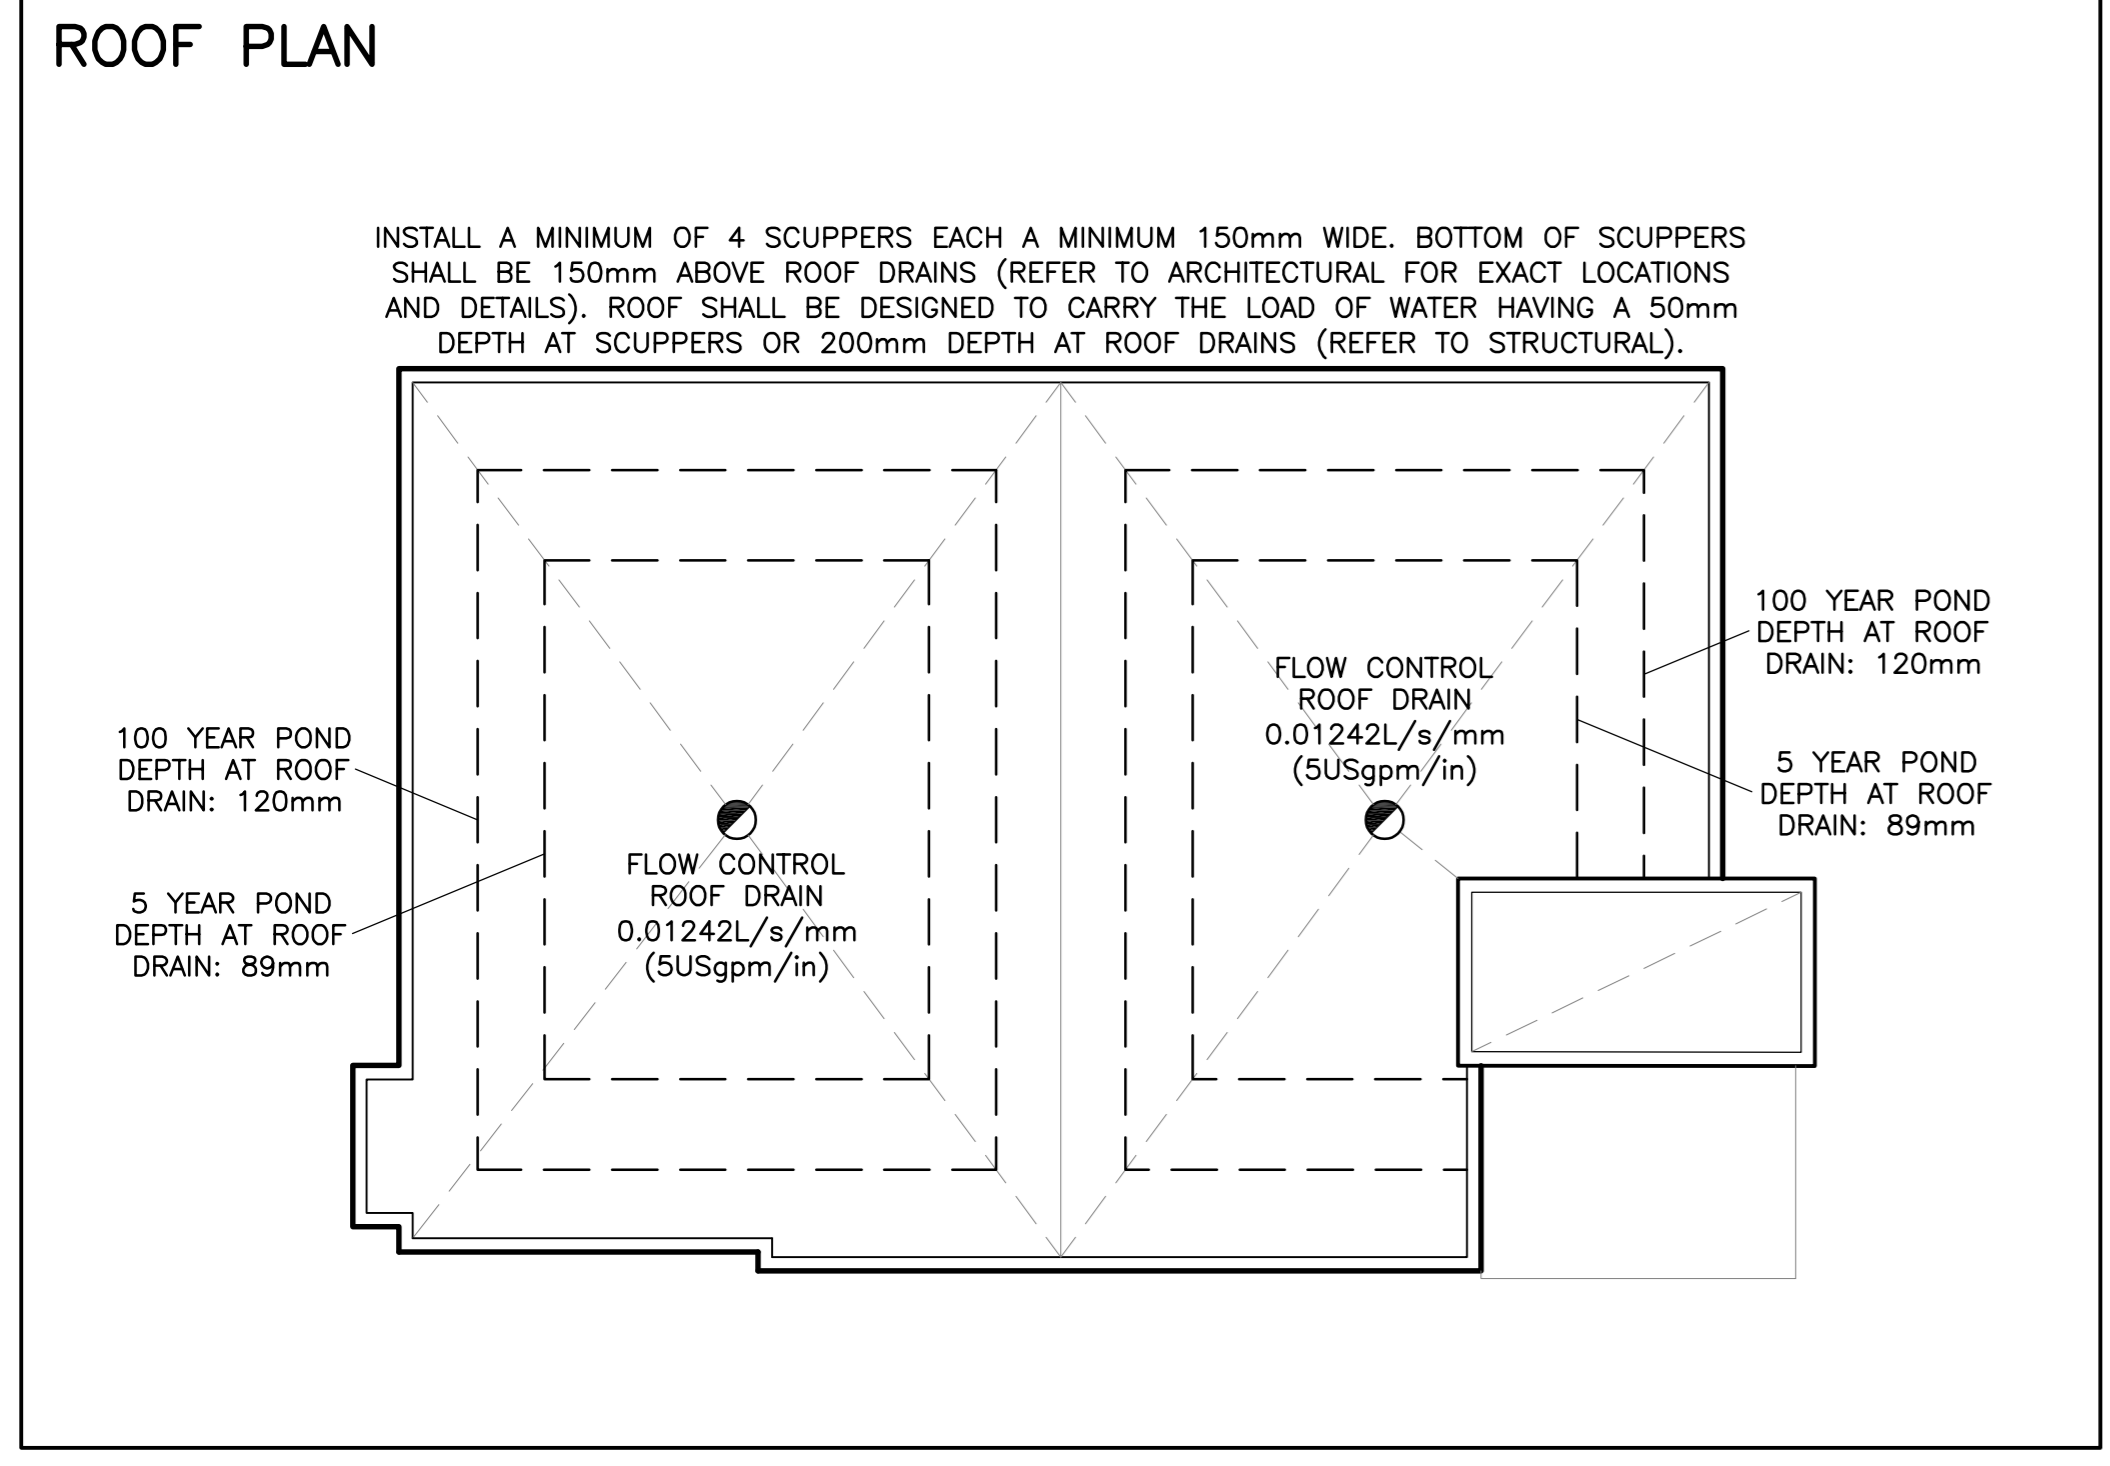 ROOF PLAN
INSTALL A MINIMUM OF 4 SCUPPERS EACH A MINIMUM 150mm WIDE. BOTTOM OF SCUPPERS
SHALL BE 150mm ABOVE ROOF DRAINS (REFER TO ARCHITECTURAL FOR EXACT LOCATIONS
AND DETAILS). ROOF SHALL BE DESIGNED TO CARRY THE LOAD OF WATER HAVING A 50mm
DEPTH AT SCUPPERS OR 200mm DEPTH AT ROOF DRAINS (REFER TO STRUCTURAL).
100 YEAR POND
DEPTH AT ROOF
DRAIN: 120mm
5 YEAR POND
DEPTH AT ROOF
DRAIN: 89mm
FLOW CONTROL
ROOF DRAIN
0.01242L/s/mm
(5USgpm/in)
FLOW CONTROL
ROOF DRAIN
0.01242L/s/mm
(5USgpm/in)
100 YEAR POND
DEPTH AT ROOF
DRAIN: 120mm
5 YEAR POND
DEPTH AT ROOF
DRAIN: 89mm